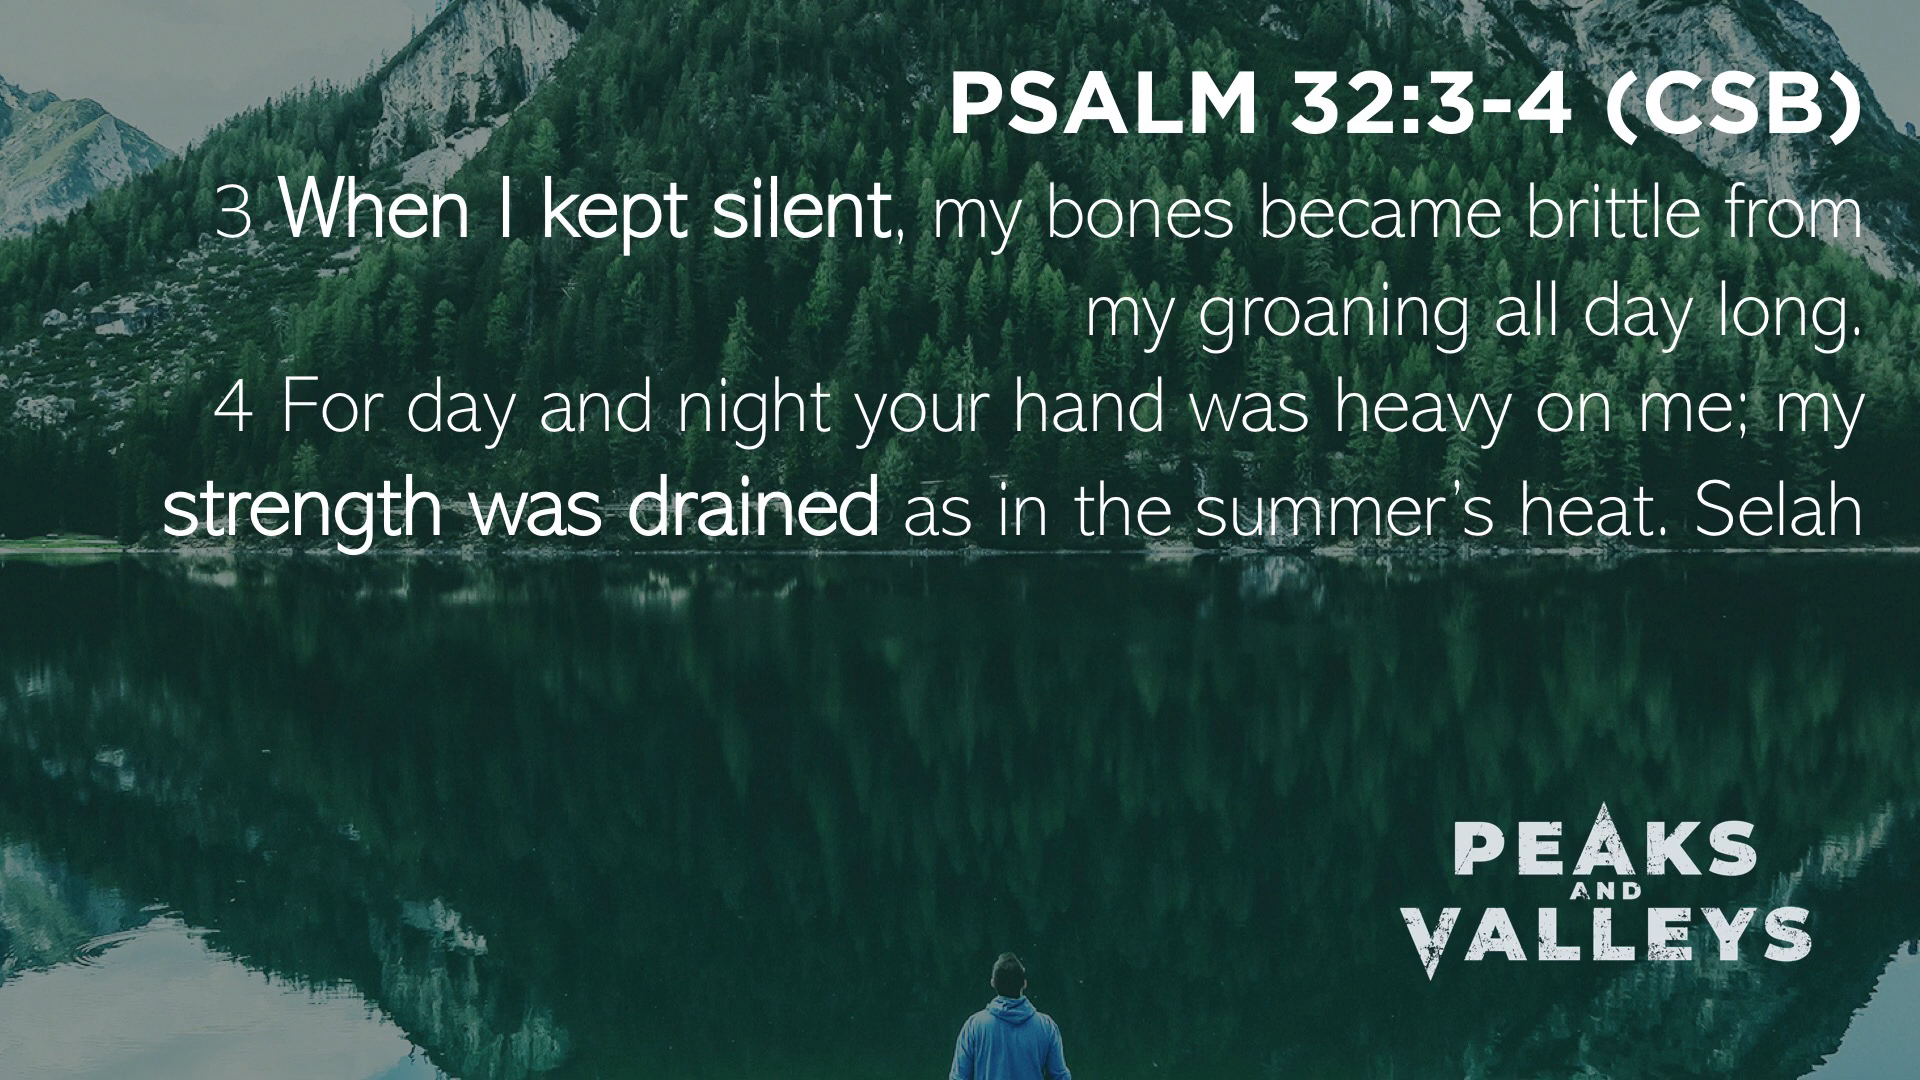 PSALM 32:3-4 (CSB)
3 When I kept silent, my bones became brittle from
my groaning all day long.
4 For day and night your hand was heavy on me; my
strength was drained as in the summer’s heat. Selah
PEAKS
AND
VALLEYS